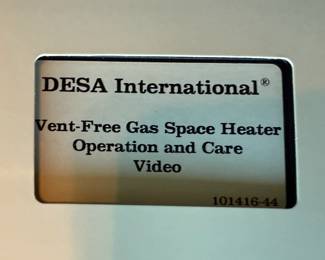 DESA International®
Vent-Free Gas Space Heater
Operation and Care
Video
101416-44